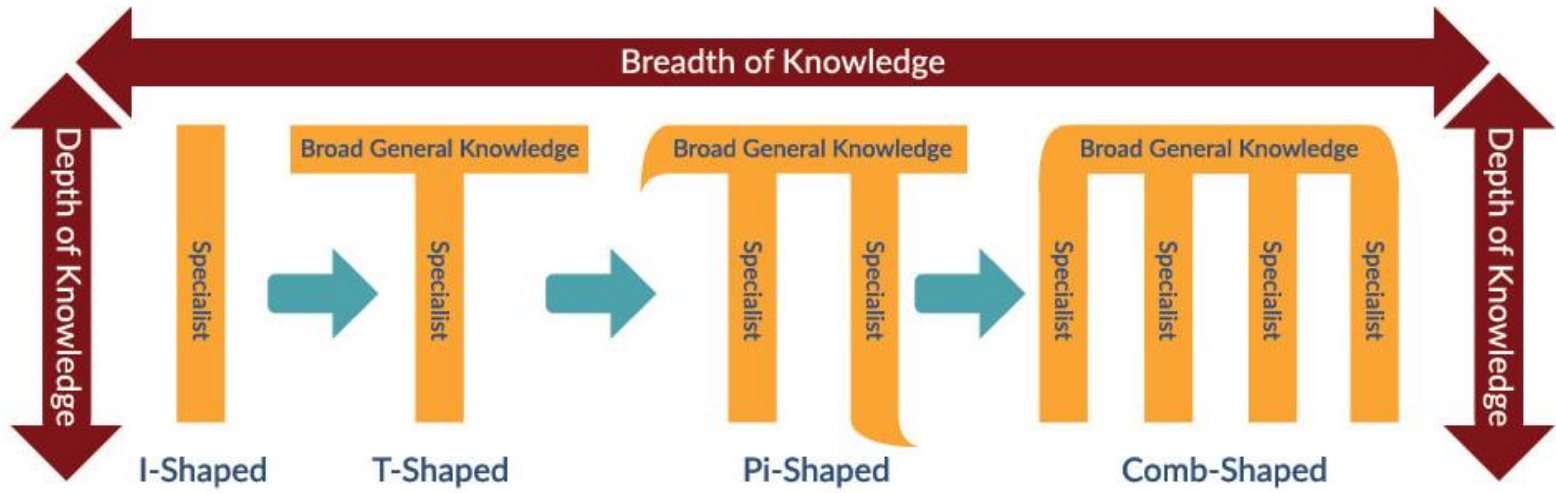 Breadth of Knowledge
Depth of Knowledge
Specialist
Broad General Knowledge
Specialist
Broad General Knowledge
Specialist
Specialist
Broad General Knowledge
Specialist
Specialist
Specialist
Specialist
Depth of Knowledge
I-Shaped
T-Shaped
Pi-Shaped
Comb-Shaped